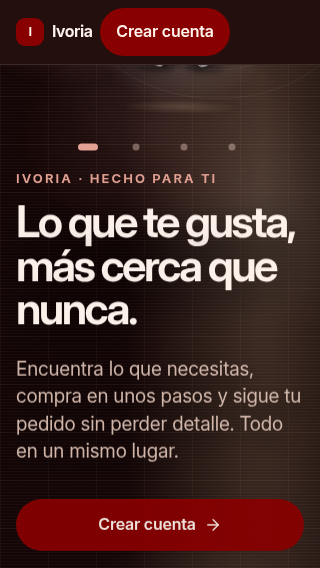 I
Ivoria
Crear cuenta
IVORIA · HECHO PARA TI
Lo que te gusta,
más cerca que
nunca.
Encuentra lo que necesitas,
compra en unos pasos y sigue tu
pedido sin perder detalle. Todo
en un mismo lugar.
Crear cuenta →